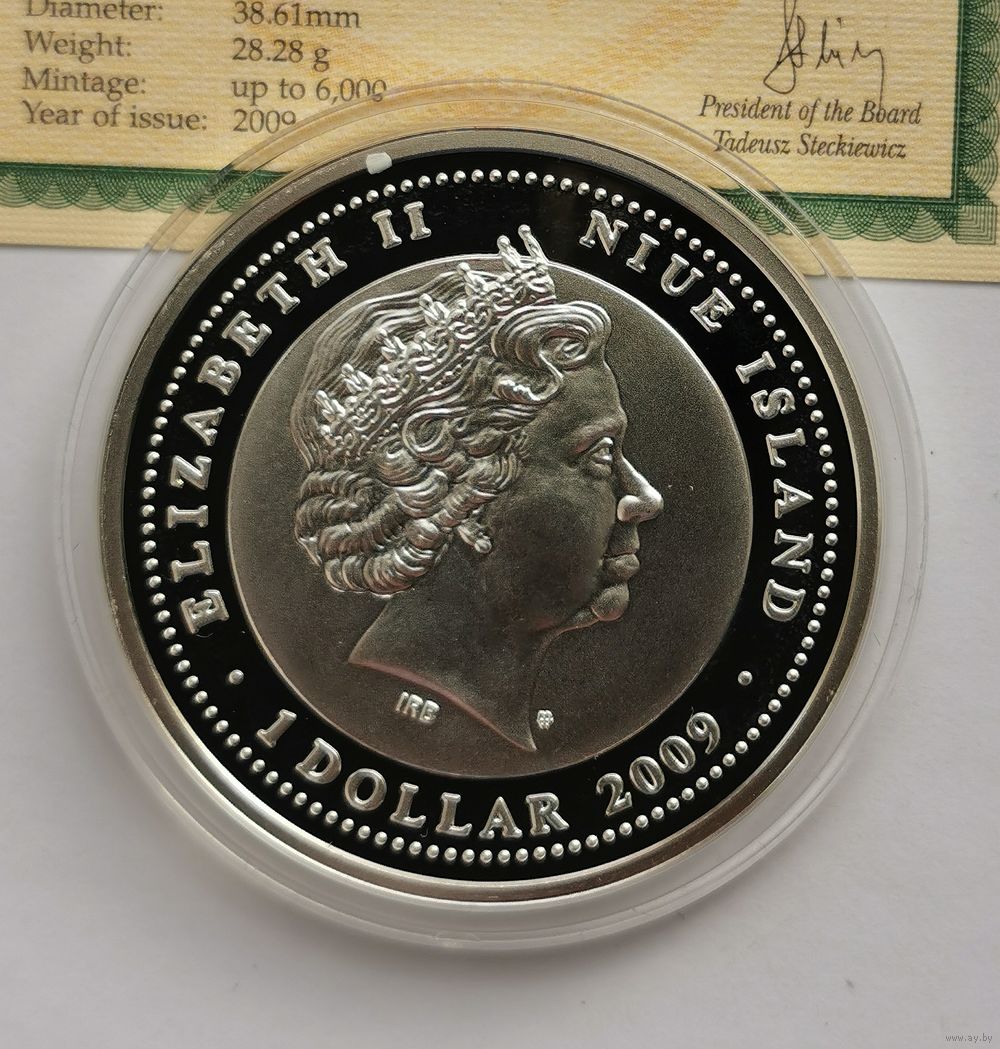 Diameter: 38.61mm
Weight: 28.28 g
Mintage: up to 6,000
Year of issue: 2009
President of the Board
Tadeusz Steckiewicz
ELIZABETH II
NIUE ISLAND
IRB
1 DOLLAR 2009
www.ay.by